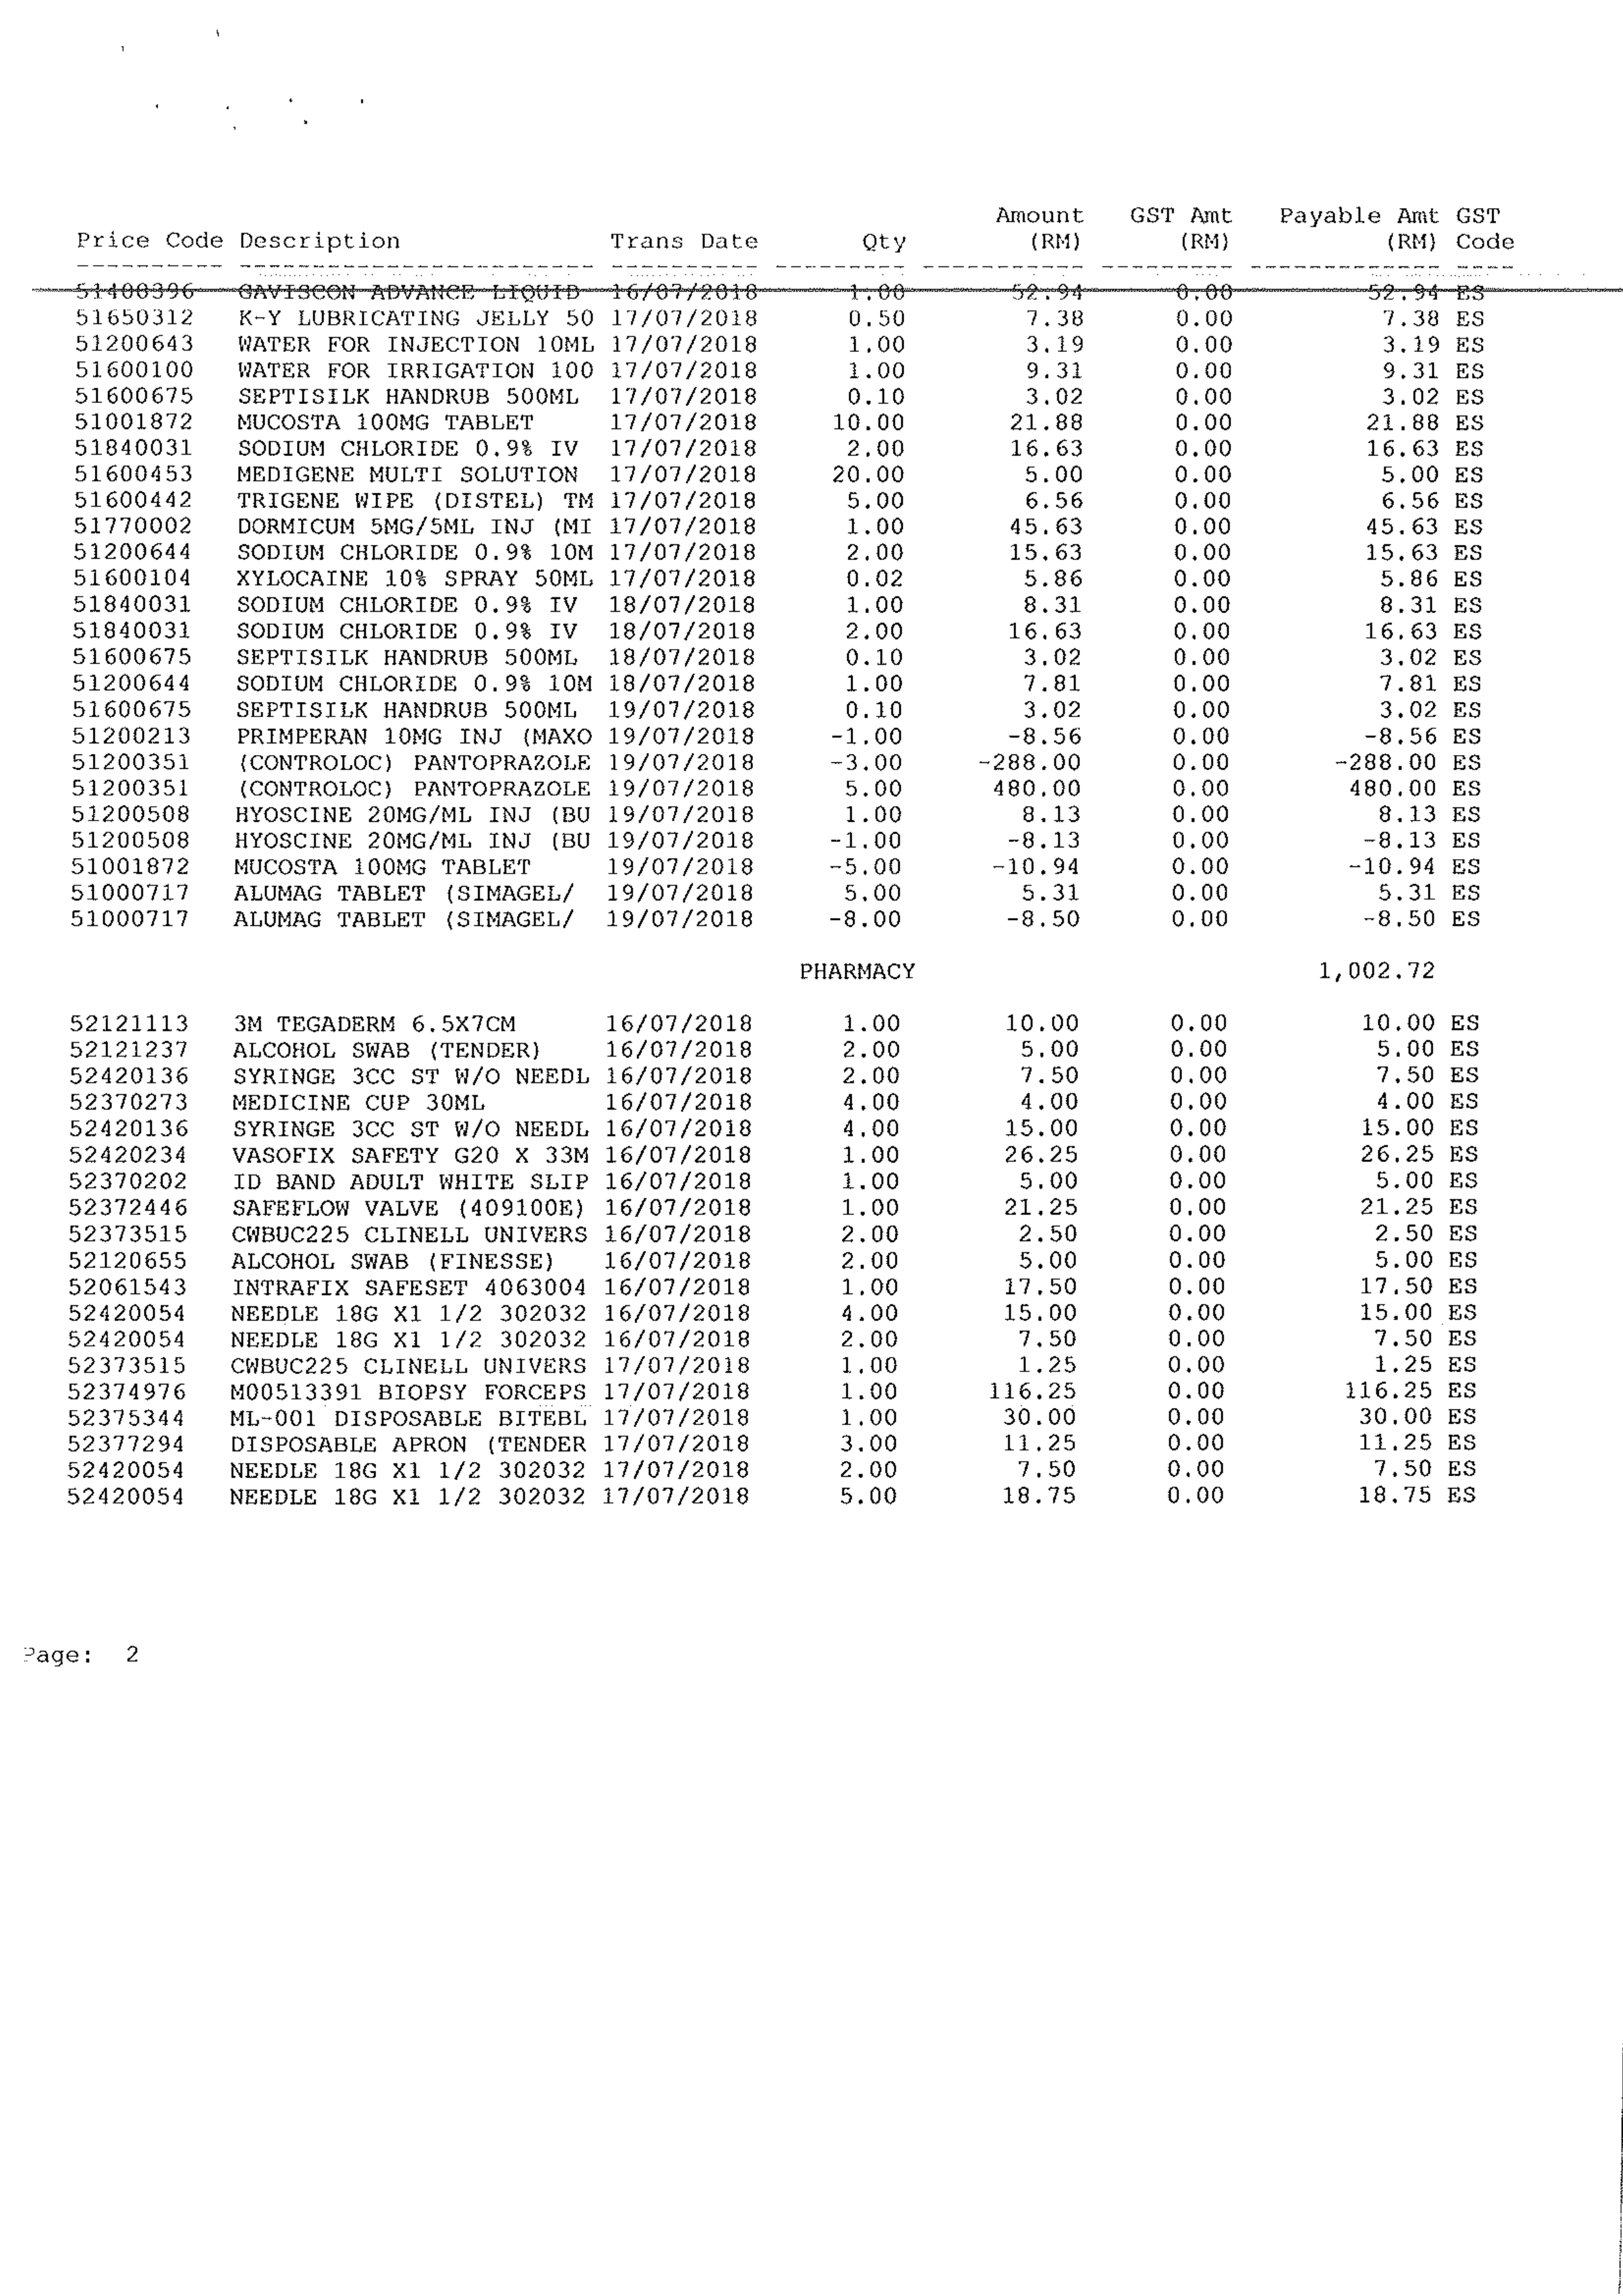 Amount GST Amt Payable Amt GST
Price Code Description Trans Date Qty (RM) (RM) (RM) Code
51400396 GAVISCON ADVANCE LIQUID 16/07/2018 1.00 52.94 0.00 52.94 ES
51650312 K-Y LUBRICATING JELLY 50 17/07/2018 0.50 7.38 0.00 7.38 ES
51200643 WATER FOR INJECTION 10ML 17/07/2018 1.00 3.19 0.00 3.19 ES
51600100 WATER FOR IRRIGATION 100 17/07/2018 1.00 9.31 0.00 9.31 ES
51600675 SEPTISILK HANDRUB 500ML 17/07/2018 0.10 3.02 0.00 3.02 ES
51001872 MUCOSTA 100MG TABLET 17/07/2018 10.00 21.88 0.00 21.88 ES
51840031 SODIUM CHLORIDE 0.9% IV 17/07/2018 2.00 16.63 0.00 16.63 ES
51600453 MEDIGENE MULTI SOLUTION 17/07/2018 20.00 5.00 0.00 5.00 ES
51600442 TRIGENE WIPE (DISTEL) TM 17/07/2018 5.00 6.56 0.00 6.56 ES
51770002 DORMICUM 5MG/5ML INJ (MI 17/07/2018 1.00 45.63 0.00 45.63 ES
51200644 SODIUM CHLORIDE 0.9% 10M 17/07/2018 2.00 15.63 0.00 15.63 ES
51600104 XYLOCAINE 10% SPRAY 50ML 17/07/2018 0.02 5.86 0.00 5.86 ES
51840031 SODIUM CHLORIDE 0.9% IV 18/07/2018 1.00 8.31 0.00 8.31 ES
51840031 SODIUM CHLORIDE 0.9% IV 18/07/2018 2.00 16.63 0.00 16.63 ES
51600675 SEPTISILK HANDRUB 500ML 18/07/2018 0.10 3.02 0.00 3.02 ES
51200644 SODIUM CHLORIDE 0.9% 10M 18/07/2018 1.00 7.81 0.00 7.81 ES
51600675 SEPTISILK HANDRUB 500ML 19/07/2018 0.10 3.02 0.00 3.02 ES
51200213 PRIMPERAN 10MG INJ (MAXO 19/07/2018 -1.00 -8.56 0.00 -8.56 ES
51200351 (CONTROLOC) PANTOPRAZOLE 19/07/2018 -3.00 -288.00 0.00 -288.00 ES
51200351 (CONTROLOC) PANTOPRAZOLE 19/07/2018 5.00 480.00 0.00 480.00 ES
51200508 HYOSCINE 20MG/ML INJ (BU 19/07/2018 1.00 8.13 0.00 8.13 ES
51200508 HYOSCINE 20MG/ML INJ (BU 19/07/2018 -1.00 -8.13 0.00 -8.13 ES
51001872 MUCOSTA 100MG TABLET 19/07/2018 -5.00 -10.94 0.00 -10.94 ES
51000717 ALUMAG TABLET (SIMAGEL/ 19/07/2018 5.00 5.31 0.00 5.31 ES
51000717 ALUMAG TABLET (SIMAGEL/ 19/07/2018 -8.00 -8.50 0.00 -8.50 ES
PHARMACY 1,002.72
52121113 3M TEGADERM 6.5X7CM 16/07/2018 1.00 10.00 0.00 10.00 ES
52121237 ALCOHOL SWAB (TENDER) 16/07/2018 2.00 5.00 0.00 5.00 ES
52420136 SYRINGE 3CC ST W/O NEEDL 16/07/2018 2.00 7.50 0.00 7.50 ES
52370273 MEDICINE CUP 30ML 16/07/2018 4.00 4.00 0.00 4.00 ES
52420136 SYRINGE 3CC ST W/O NEEDL 16/07/2018 4.00 15.00 0.00 15.00 ES
52420234 VASOFIX SAFETY G20 X 33M 16/07/2018 1.00 26.25 0.00 26.25 ES
52370202 ID BAND ADULT WHITE SLIP 16/07/2018 1.00 5.00 0.00 5.00 ES
52372446 SAFEFLOW VALVE (409100E) 16/07/2018 1.00 21.25 0.00 21.25 ES
52373515 CWBUC225 CLINELL UNIVERS 16/07/2018 2.00 2.50 0.00 2.50 ES
52120655 ALCOHOL SWAB (FINESSE) 16/07/2018 2.00 5.00 0.00 5.00 ES
52061543 INTRAFIX SAFESET 4063004 16/07/2018 1.00 17.50 0.00 17.50 ES
52420054 NEEDLE 18G X1 1/2 302032 16/07/2018 4.00 15.00 0.00 15.00 ES
52420054 NEEDLE 18G X1 1/2 302032 16/07/2018 2.00 7.50 0.00 7.50 ES
52373515 CWBUC225 CLINELL UNIVERS 17/07/2018 1.00 1.25 0.00 1.25 ES
52374976 M00513391 BIOPSY FORCEPS 17/07/2018 1.00 116.25 0.00 116.25 ES
52375344 ML-001 DISPOSABLE BITEBL 17/07/2018 1.00 30.00 0.00 30.00 ES
52377294 DISPOSABLE APRON (TENDER 17/07/2018 3.00 11.25 0.00 11.25 ES
52420054 NEEDLE 18G X1 1/2 302032 17/07/2018 2.00 7.50 0.00 7.50 ES
52420054 NEEDLE 18G X1 1/2 302032 17/07/2018 5.00 18.75 0.00 18.75 ES
Page: 2